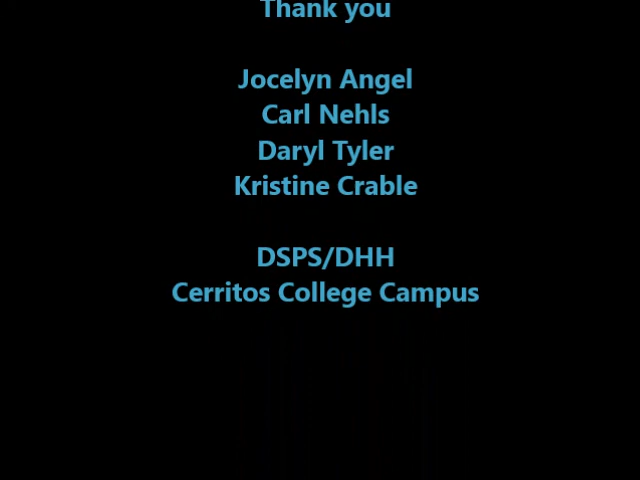 Thank you
Jocelyn Angel
Carl Nehls
Daryl Tyler
Kristine Crable
DSPS/DHH
Cerritos College Campus